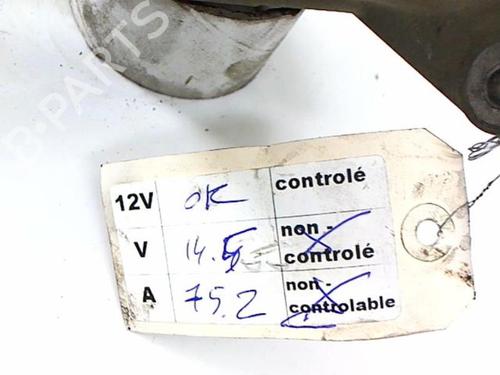 B-PARTS
12V OK controlé
V 14.5 non - controlé
A 75.2 non - controlable